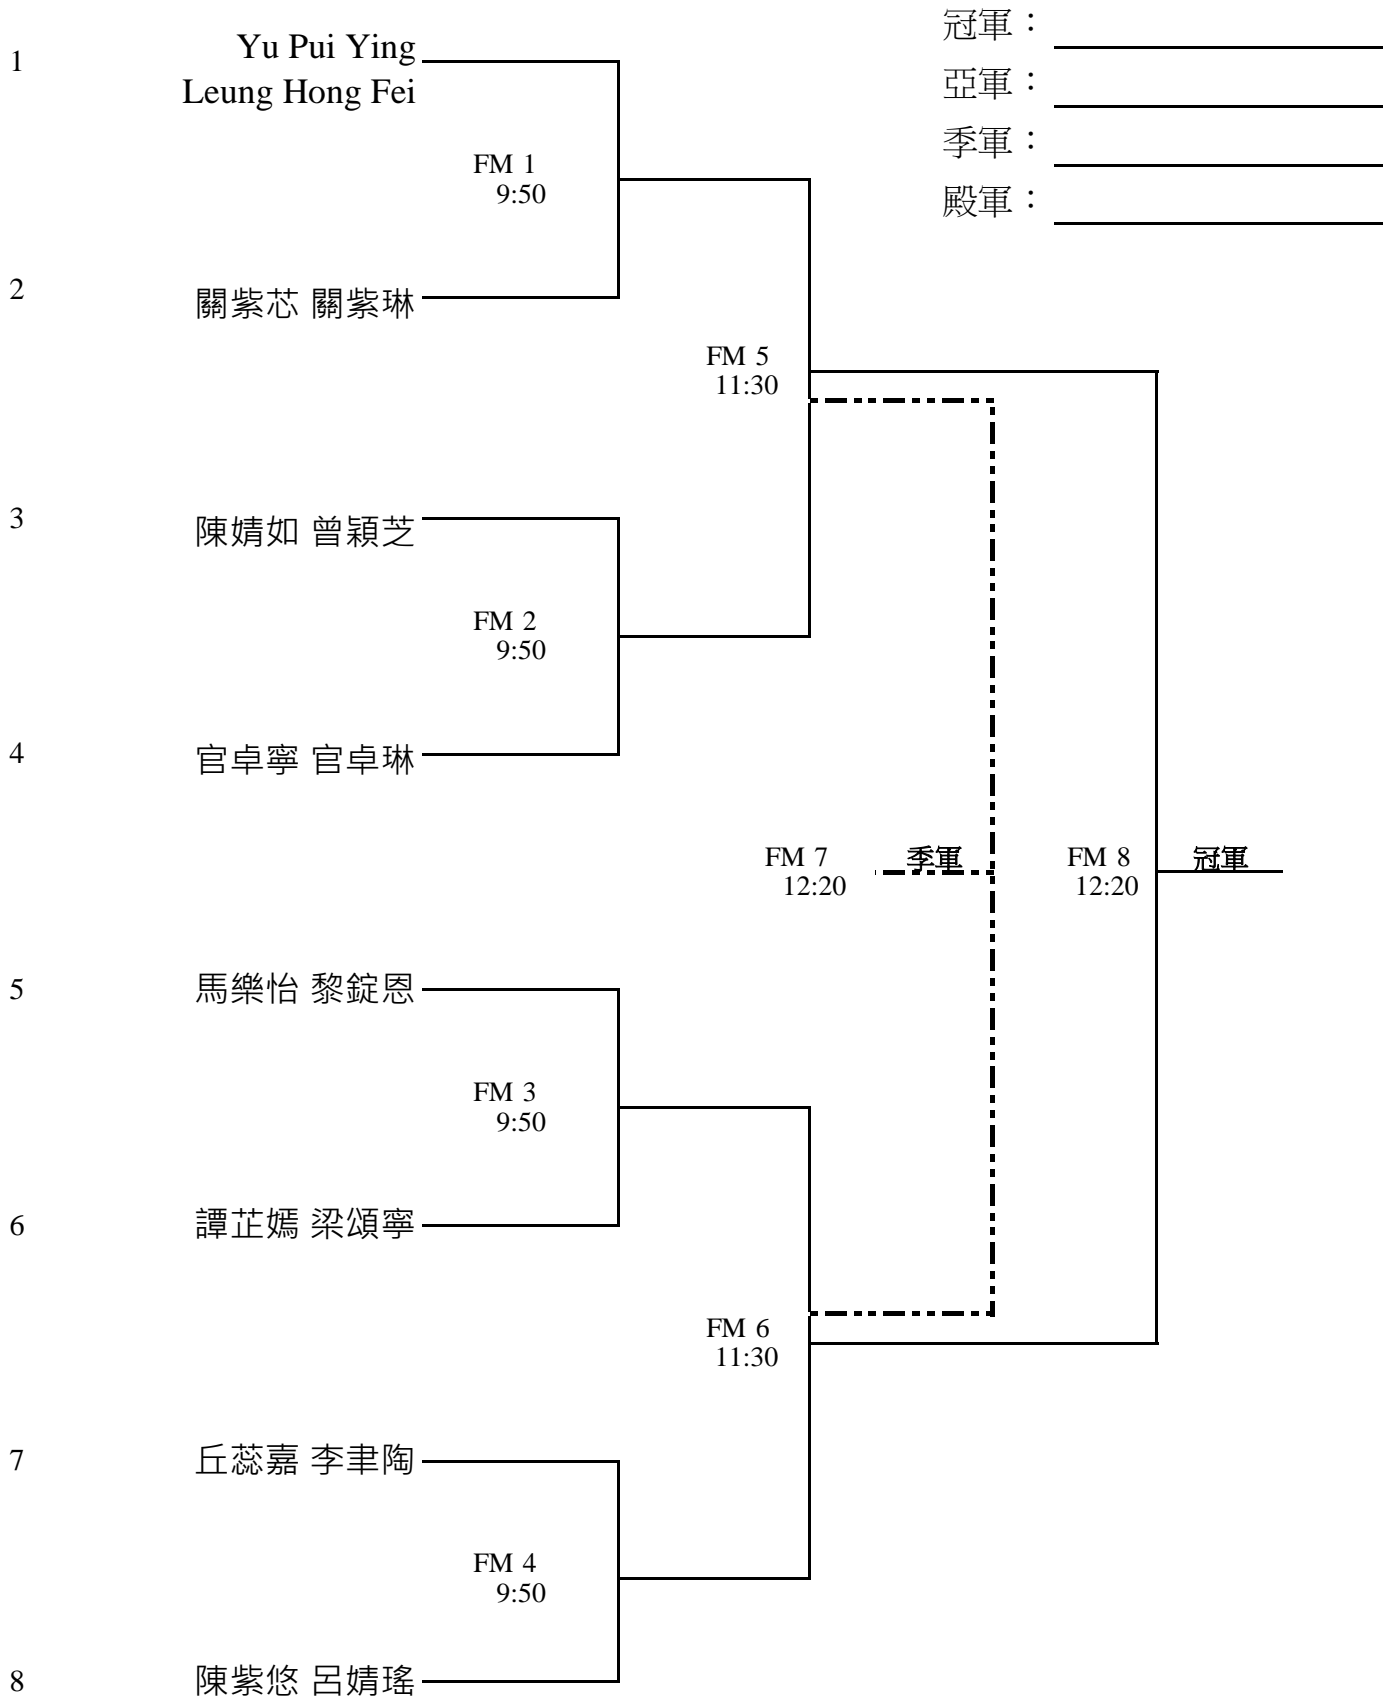 1
Yu Pui Ying
Leung Hong Fei
冠軍：
亞軍：
季軍：
殿軍：
FM 1
9:50
2
關紫芯 關紫琳
FM 5
11:30
3
陳婧如 曾穎芝
FM 2
9:50
4
官卓寧 官卓琳
FM 7
12:20
季軍
FM 8
12:20
冠軍
5
馬樂怡 黎錠恩
FM 3
9:50
6
譚芷嫣 梁頌寧
FM 6
11:30
7
丘蕊嘉 李聿陶
FM 4
9:50
8
陳紫悠 呂婧瑤